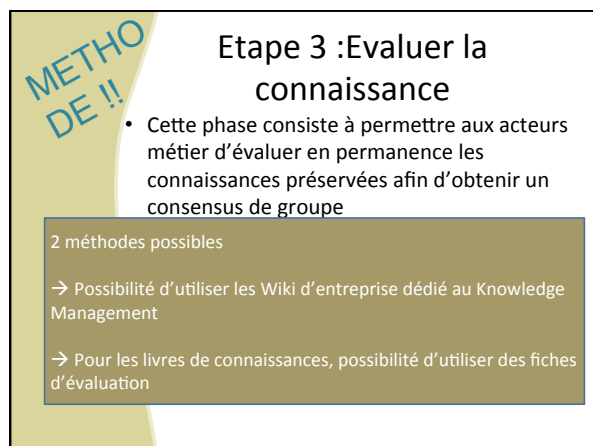 METHO
DE !!
Etape 3 :Evaluer la
connaissance
• Cette phase consiste à permettre aux acteurs
métier d’évaluer en permanence les
connaissances préservées afin d’obtenir un
consensus de groupe
2 méthodes possibles
→ Possibilité d’utiliser les Wiki d’entreprise dédié au Knowledge
Management
→ Pour les livres de connaissances, possibilité d’utiliser des fiches
d’évaluation